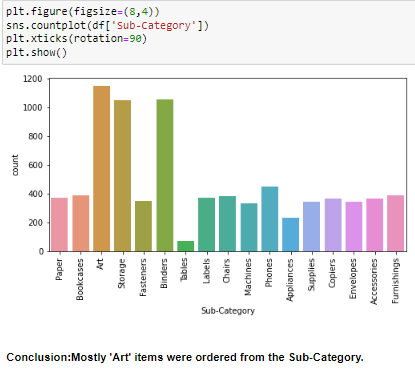 plt.figure(figsize=(8,4))
sns.countplot(df['Sub-Category'])
plt.xticks(rotation=90)
plt.show()
1200
1000
800
600
400
200
0
count
Paper
Bookcases
Art
Storage
Fasteners
Binders
Tables
Labels
Chairs
Machines
Phones
Appliances
Supplies
Copiers
Envelopes
Accessories
Furnishings
Sub-Category
Conclusion:Mostly 'Art' items were ordered from the Sub-Category.